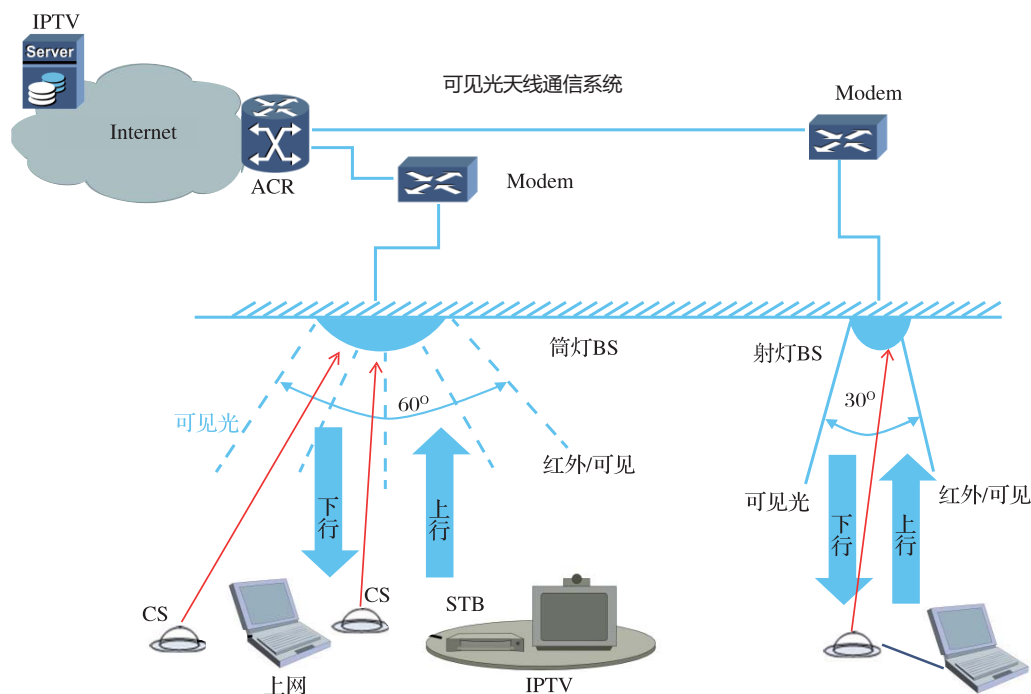 IPTV
Server
Internet
ACR
可见光天线通信系统
Modem
Modem
筒灯BS
射灯BS
可见光
60°
30°
红外/可见
可见光
红外/可见
下行
上行
下行
上行
CS
CS
STB
上网
IPTV